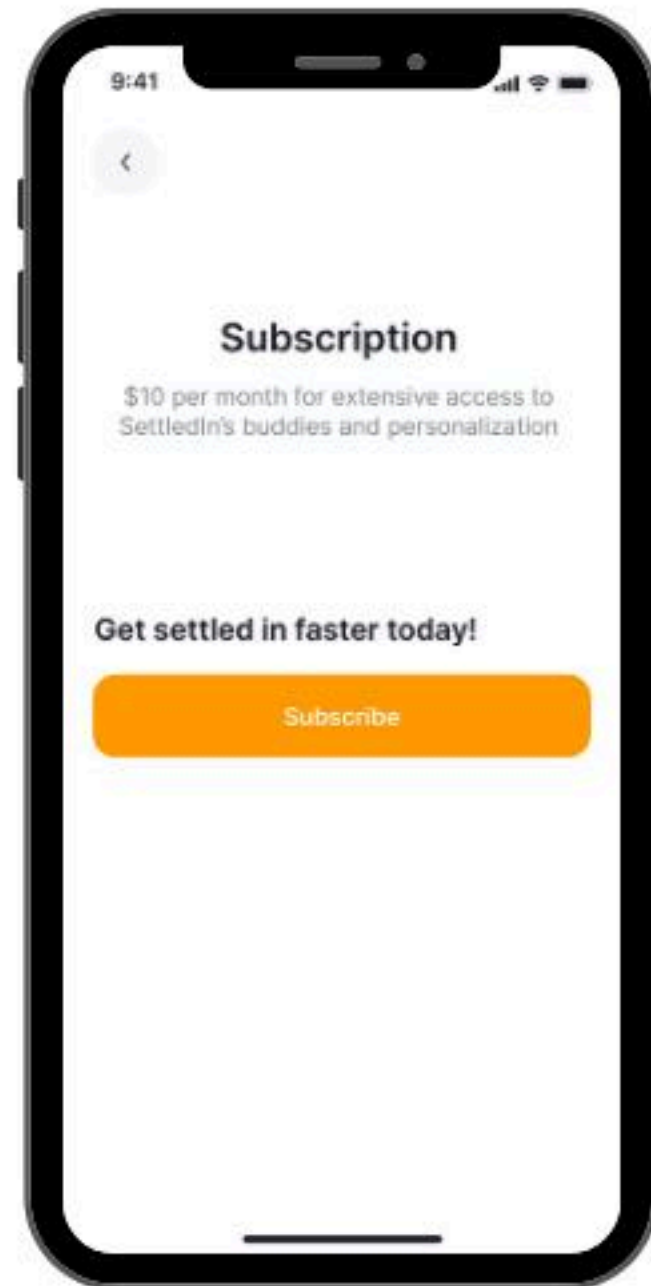 9:41
Subscription
$10 per month for extensive access to
SettledIn's buddies and personalization
Get settled in faster today!
Subscribe